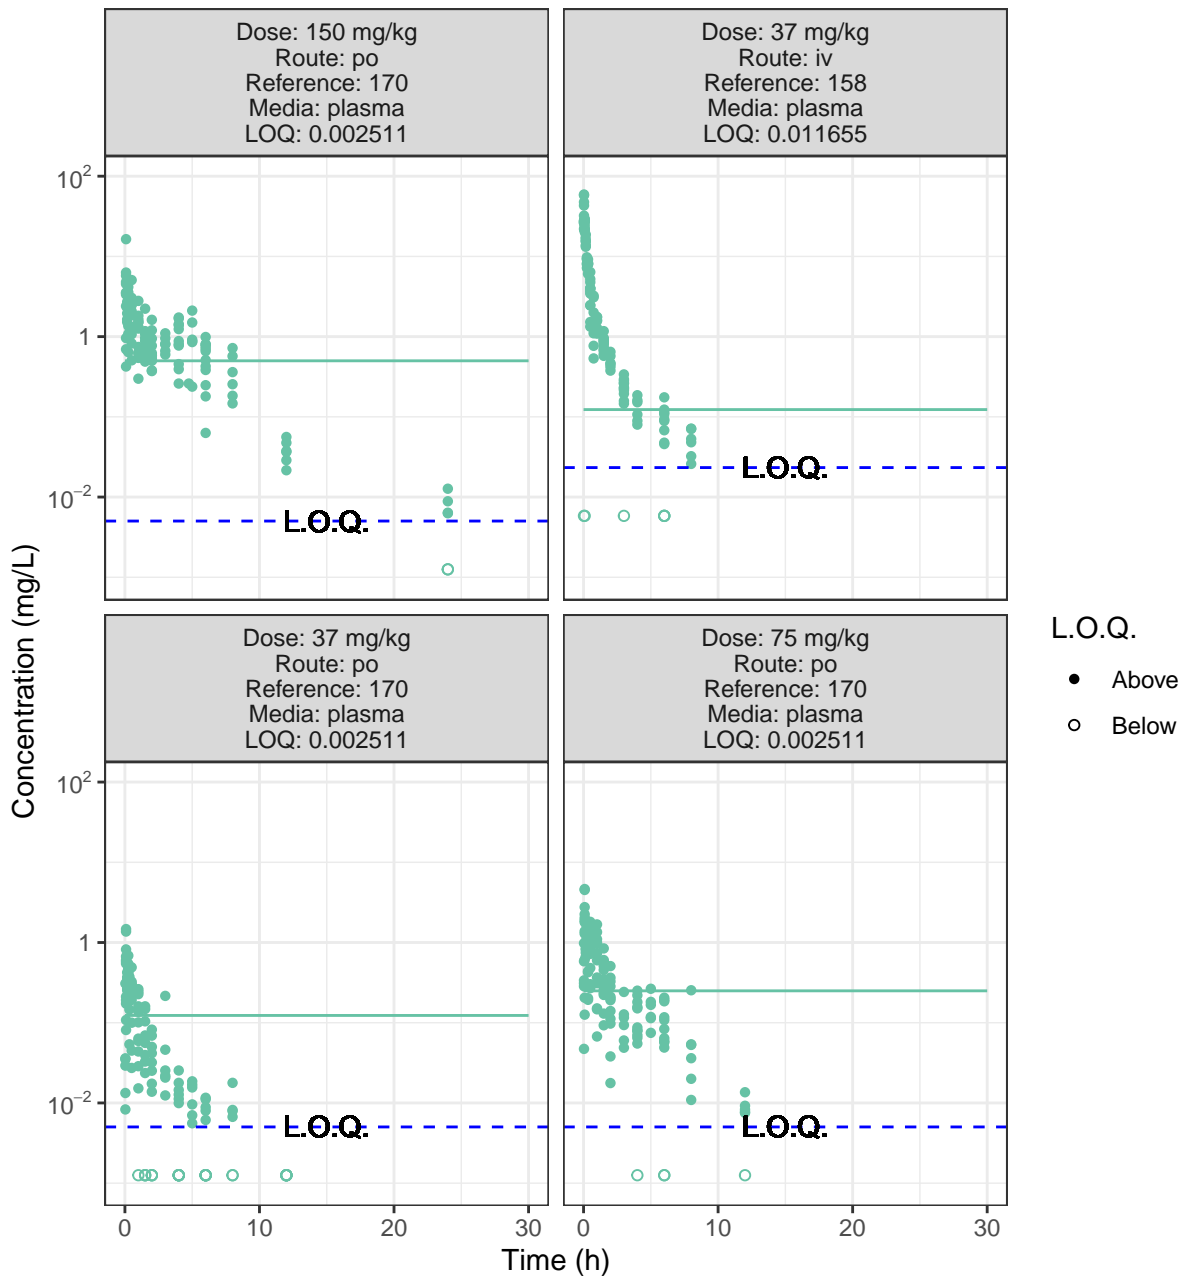 Dose: 150 mg/kg
Route: po
Reference: 170
Media: plasma
LOQ: 0.002511
Dose: 37 mg/kg
Route: iv
Reference: 158
Media: plasma
LOQ: 0.011655
10²
1
10⁻²
L.O.Q.
L.O.Q.
Concentration (mg/L)
Dose: 37 mg/kg
Route: po
Reference: 170
Media: plasma
LOQ: 0.002511
Dose: 75 mg/kg
Route: po
Reference: 170
Media: plasma
LOQ: 0.002511
10²
1
10⁻²
L.O.Q.
L.O.Q.
0 10 20 30
0 10 20 30
Time (h)
L.O.Q.
Above
Below